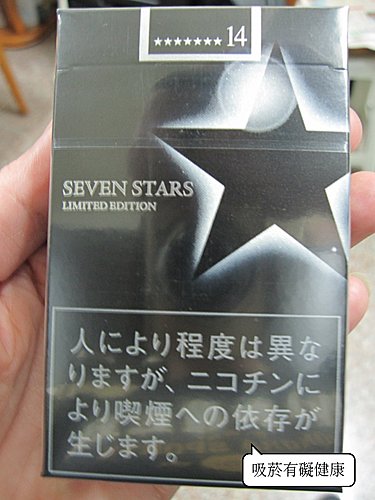 ★★★★★★★ 14
SEVEN STARS
LIMITED EDITION
人により程度は異な
りますが、ニコチンに
より喫煙への依存が
生じます。
吸菸有礙健康